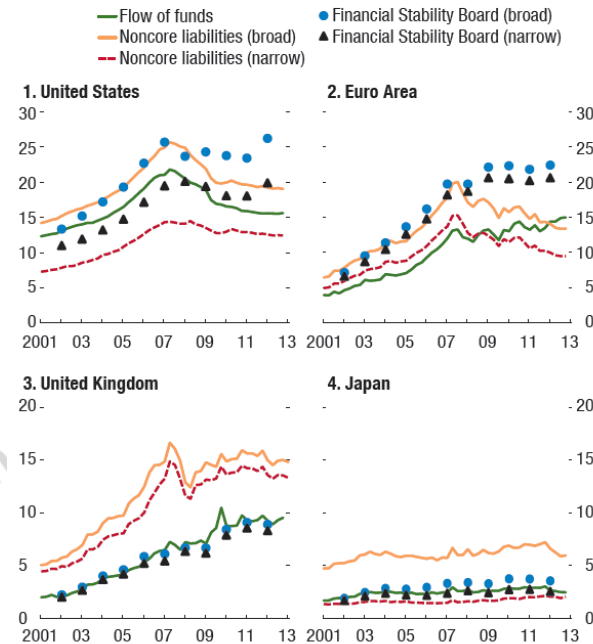 Flow of funds
Noncore liabilities (broad)
Noncore liabilities (narrow)
Financial Stability Board (broad)
Financial Stability Board (narrow)
1. United States
30
25
20
15
10
5
0
2001 03 05 07 09 11 13
2. Euro Area
30
25
20
15
10
5
0
2001 03 05 07 09 11 13
3. United Kingdom
20
15
10
5
0
2001 03 05 07 09 11 13
4. Japan
20
15
10
5
0
2001 03 05 07 09 11 13